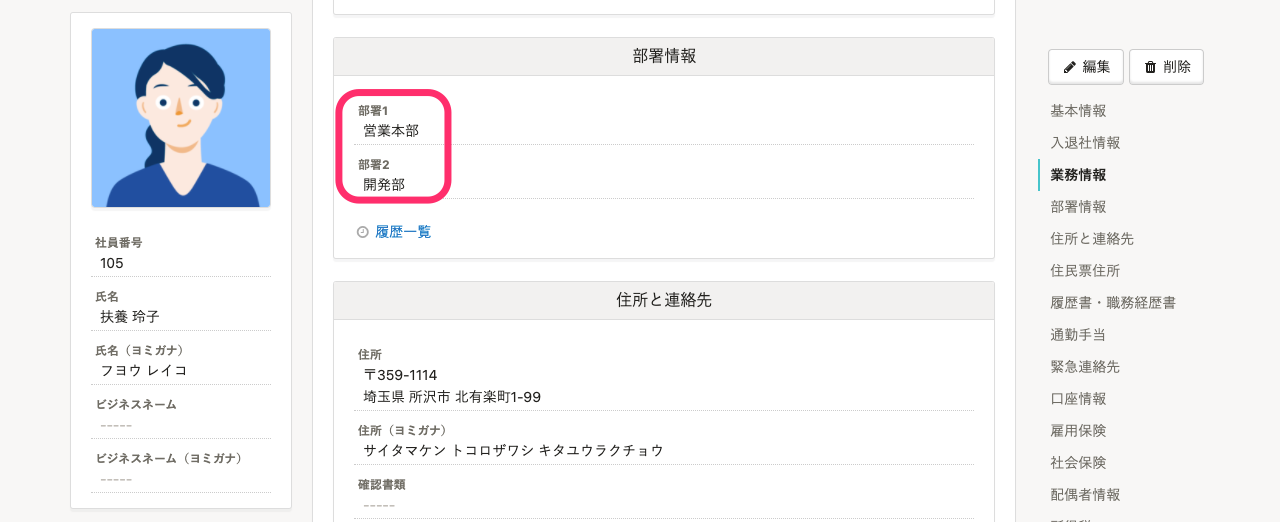 社員番号
105
氏名
扶養 玲子
氏名（ヨミガナ）
フヨウ レイコ
ビジネスネーム
-----
ビジネスネーム（ヨミガナ）
-----
部署情報
部署1
営業本部
部署2
開発部
履歴一覧
住所と連絡先
住所
〒359-1114
埼玉県 所沢市 北有楽町1-99
住所（ヨミガナ）
サイタマケン トコロザワシ キタユウラクチョウ
確認書類
-----
編集
削除
基本情報
入退社情報
業務情報
部署情報
住所と連絡先
住民票住所
履歴書・職務経歴書
通勤手当
緊急連絡先
口座情報
雇用保険
社会保険
配偶者情報